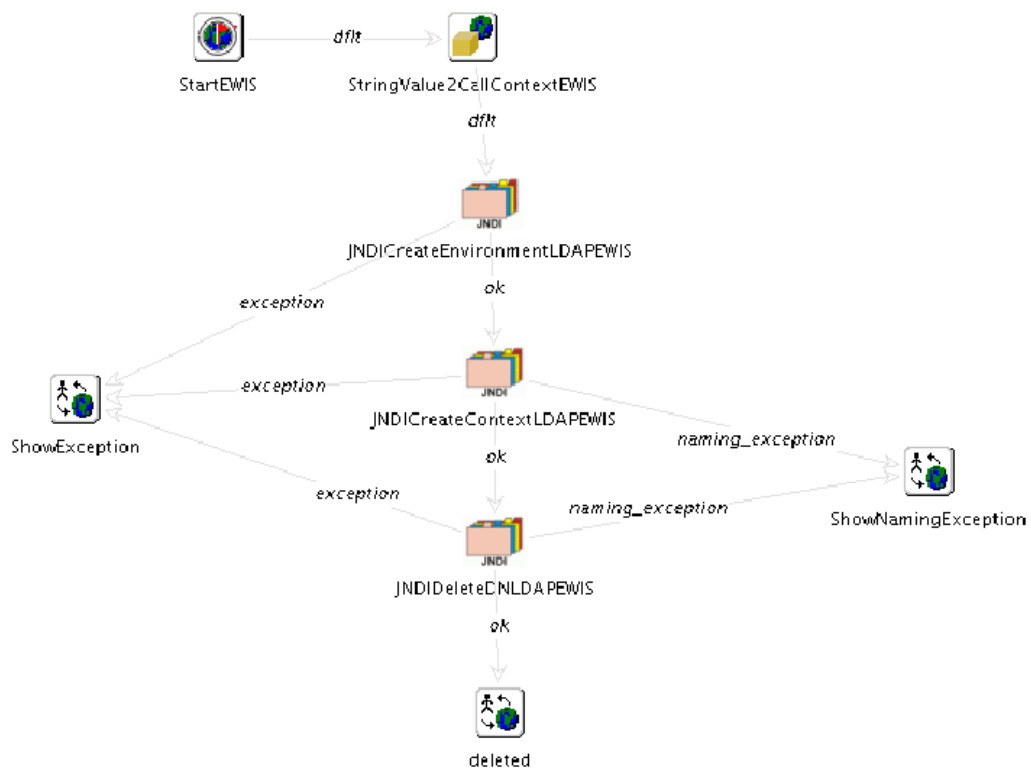 dflt
StartEWIS
StringValue2CallContextEWIS
dflt
JNDI
JNDICreateEnvironmentLDAPEWIS
ok
exception
JNDI
exception
JNDICreateContextLDAPEWIS
naming_exception
ShowException
ok
exception
naming_exception
ShowNamingException
JNDI
JNDIDeleteDNLDAPEWIS
ok
deleted